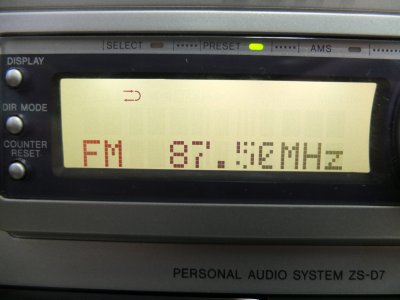 SELECT PRESET AMS
DISPLAY
DIR MODE
COUNTER
RESET
FM 87.50MHz
PERSONAL AUDIO SYSTEM ZS-D7